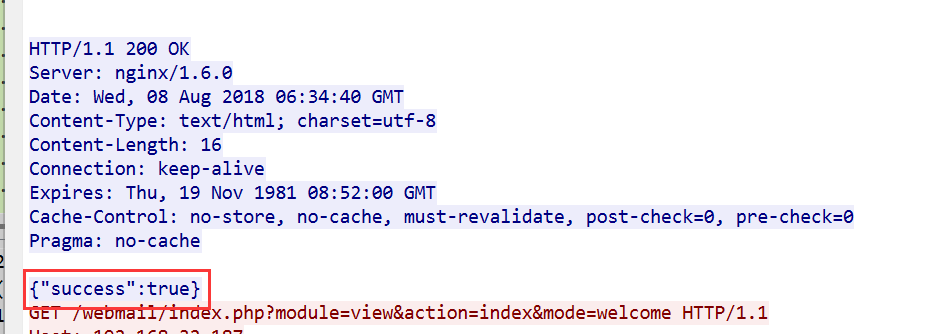 HTTP/1.1 200 OK
Server: nginx/1.6.0
Date: Wed, 08 Aug 2018 06:34:40 GMT
Content-Type: text/html; charset=utf-8
Content-Length: 16
Connection: keep-alive
Expires: Thu, 19 Nov 1981 08:52:00 GMT
Cache-Control: no-store, no-cache, must-revalidate, post-check=0, pre-check=0
Pragma: no-cache
{"success":true}
GET /webmail/index.php?module=view&action=index&mode=welcome HTTP/1.1